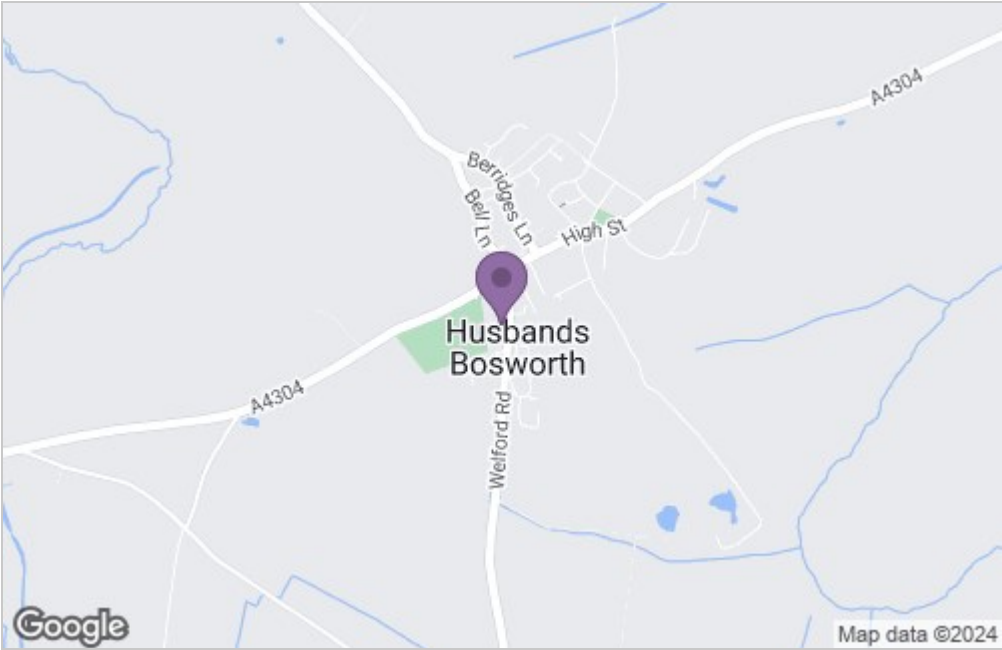 A4304
Berridges Ln
Bell Ln
High St
Husbands
Bosworth
A4304
Welford Rd
Google
Map data ©2024